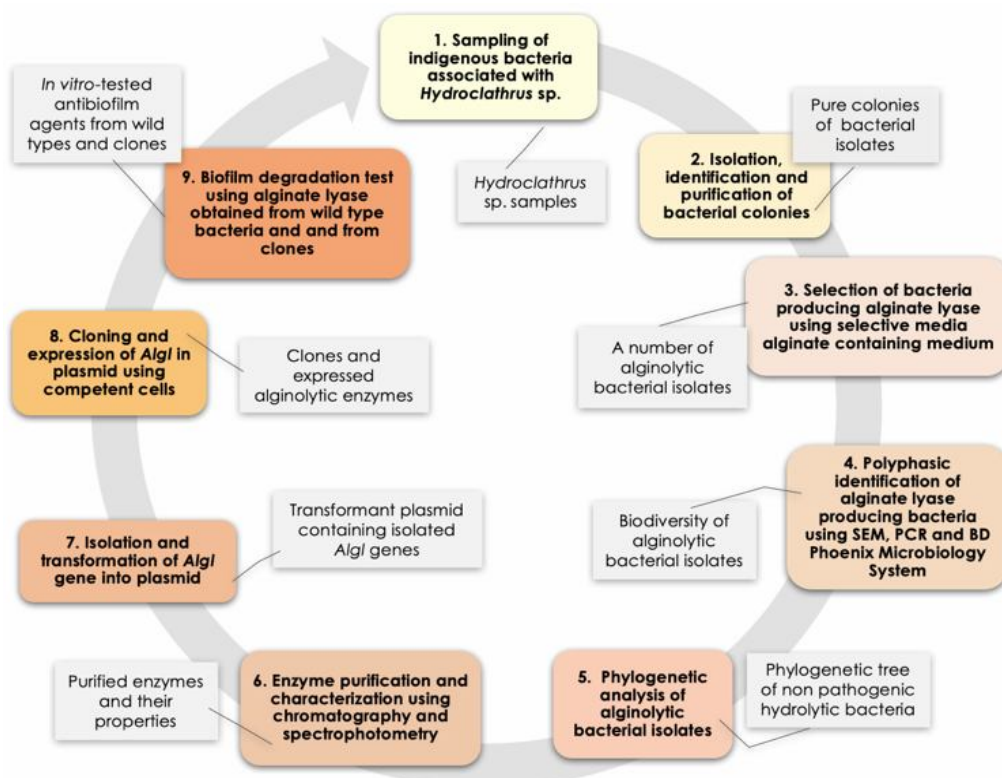 1. Sampling of
indigenous bacteria
associated with
Hydroclathrus sp.
Hydroclathrus
sp. samples
2. Isolation,
identification and
purification of
bacterial colonies
Pure colonies
of bacterial
isolates
3. Selection of bacteria
producing alginate lyase
using selective media
alginate containing medium
A number of
alginolytic
bacterial isolates
4. Polyphasic
identification of
alginate lyase
producing bacteria
using SEM, PCR and BD
Phoenix Microbiology
System
Biodiversity of
alginolytic
bacterial isolates
5. Phylogenetic
analysis of
alginolytic
bacterial isolates
Phylogenetic tree
of non pathogenic
hydrolytic bacteria
6. Enzyme purification and
characterization using
chromatography and
spectrophotometry
Purified enzymes
and their
properties
7. Isolation and
transformation of Algl
gene into plasmid
Transformant plasmid
containing isolated
Algl genes
8. Cloning and
expression of Algl in
plasmid using
competent cells
Clones and
expressed
alginolytic enzymes
9. Biofilm degradation test
using alginate lyase
obtained from wild type
bacteria and and from
clones
In vitro-tested
antibiofilm
agents from wild
types and clones